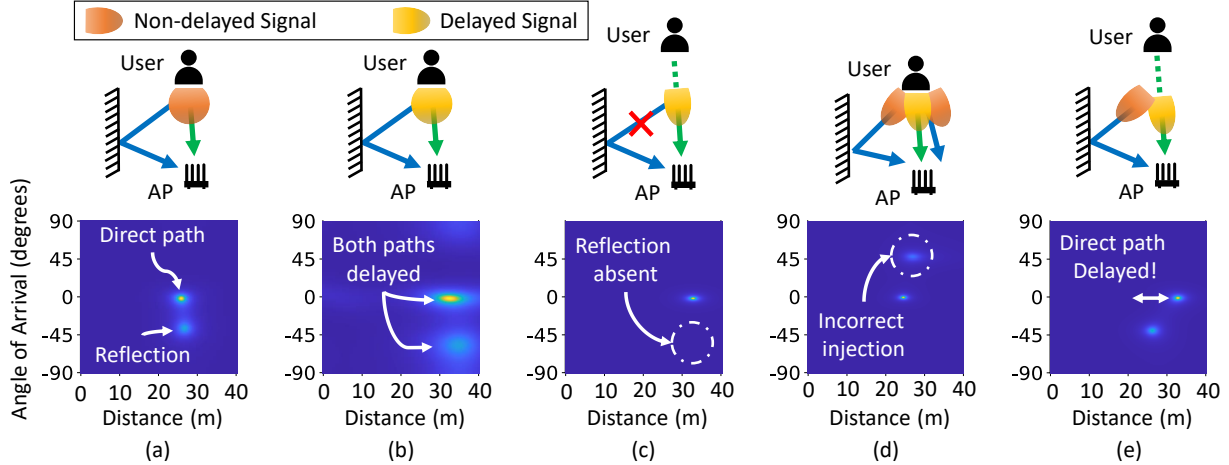 Non-delayed Signal
Delayed Signal
User
User
User
User
User
AP
AP
AP
AP
AP
Angle of Arrival (degrees)
90
45
0
-45
-90
Direct path
Reflection
0 10 20 30 40
Distance (m)
(a)
90
45
0
-45
-90
Both paths
delayed
0 10 20 30 40
Distance (m)
(b)
90
45
0
-45
-90
Reflection
absent
0 10 20 30 40
Distance (m)
(c)
90
45
0
-45
-90
Incorrect
injection
0 10 20 30 40
Distance (m)
(d)
90
45
0
-45
-90
Direct path
Delayed!
0 10 20 30 40
Distance (m)
(e)